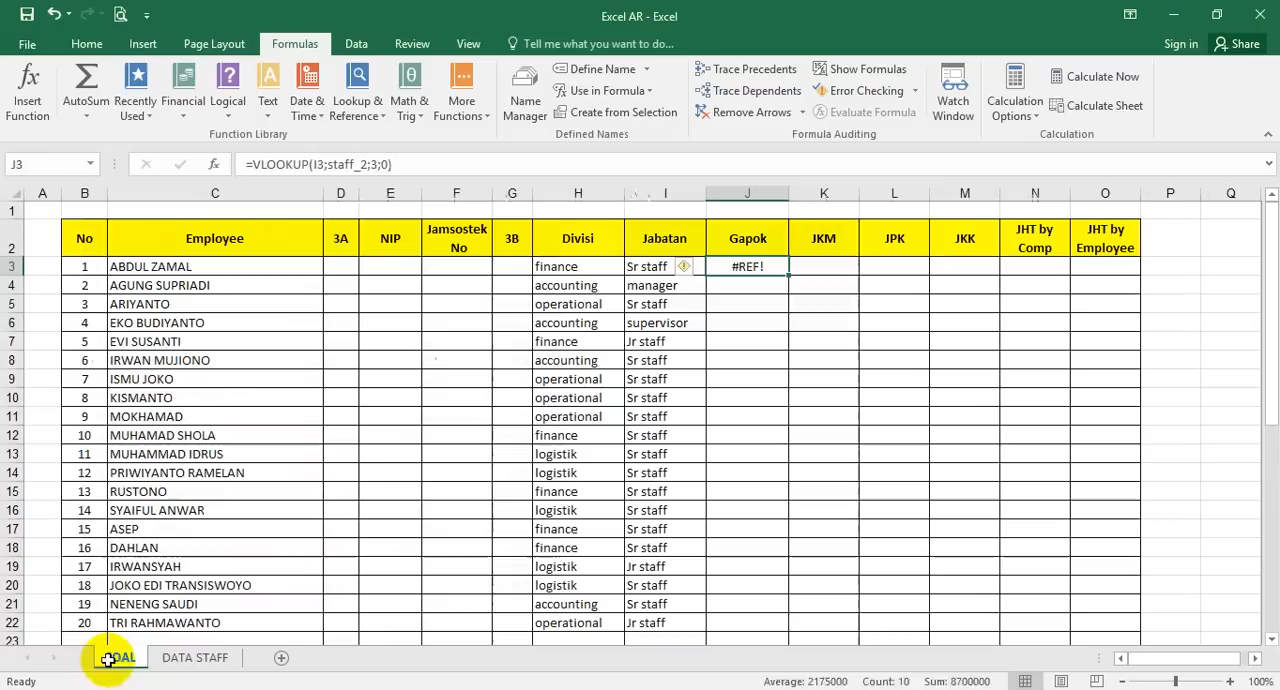 Excel AR - Excel
File Home Insert Page Layout Formulas Data Review View Tell me what you want to do... Sign in Share
Insert Function
AutoSum
Recently Used
Financial
Logical
Text
Date & Time
Lookup & Reference
Math & Trig
More Functions
Function Library
Name Manager
Define Name
Use in Formula
Create from Selection
Defined Names
Trace Precedents
Trace Dependents
Remove Arrows
Show Formulas
Error Checking
Evaluate Formula
Formula Auditing
Watch Window
Calculation Options
Calculate Now
Calculate Sheet
Calculation
J3 fx =VLOOKUP(I3;staff_2;3;0)
A B C D E F G H I J K L M N O P Q
1
2 No Employee 3A NIP Jamsostek No 3B Divisi Jabatan Gapok JKM JPK JKK JHT by Comp JHT by Employee
3 1 ABDUL ZAMAL finance Sr staff #REF!
4 2 AGUNG SUPRIADI accounting manager
5 3 ARIYANTO operational Sr staff
6 4 EKO BUDIYANTO accounting supervisor
7 5 EVI SUSANTI finance Jr staff
8 6 IRWAN MUJIONO accounting Sr staff
9 7 ISMU JOKO operational Sr staff
10 8 KISMANTO operational Sr staff
11 9 MOKHAMAD operational Sr staff
12 10 MUHAMAD SHOLA finance Sr staff
13 11 MUHAMMAD IDRUS logistik Sr staff
14 12 PRIWIYANTO RAMELAN logistik Sr staff
15 13 RUSTONO finance Sr staff
16 14 SYAIFUL ANWAR logistik Sr staff
17 15 ASEP finance Sr staff
18 16 DAHLAN finance Sr staff
19 17 IRWANSYAH logistik Jr staff
20 18 JOKO EDI TRANSISWOYO logistik Sr staff
21 19 NENENG SAUDI accounting Sr staff
22 20 TRI RAHMAWANTO operational Jr staff
23
DATA STAFF
Ready Average: 2175000 Count: 10 Sum: 8700000 100%